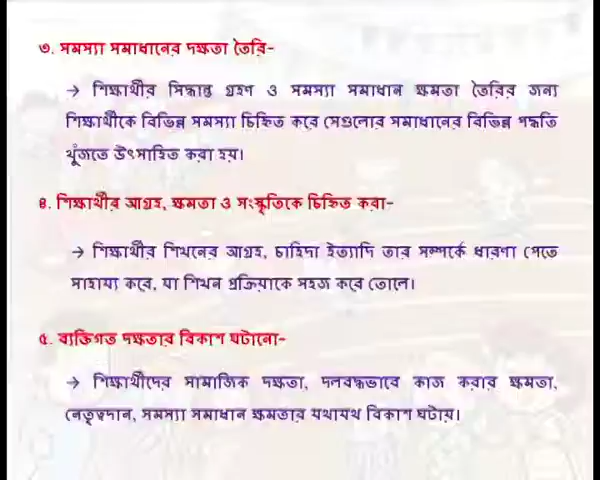 ৩. সমস্যা সমাধানের দক্ষতা তৈরি-
→ শিক্ষার্থীর সিদ্ধান্ত গ্রহণ ও সমস্যা সমাধান ক্ষমতা তৈরির জন্য
শিক্ষার্থীকে বিভিন্ন সমস্যা চিহ্নিত করে সেগুলোর সমাধানের বিভিন্ন পদ্ধতি
খুঁজতে উৎসাহিত করা হয়।
৪. শিক্ষার্থীর আগ্রহ, ক্ষমতা ও সংস্কৃতিকে চিহ্নিত করা-
→ শিক্ষার্থীর শিখনের আগ্রহ, চাহিদা ইত্যাদি তার সম্পর্কে ধারণা পেতে
সাহায্য করে, যা শিখন প্রক্রিয়াকে সহজ করে তোলে।
৫. ব্যক্তিগত দক্ষতার বিকাশ ঘটানো-
→ শিক্ষার্থীদের সামাজিক দক্ষতা, দলবদ্ধভাবে কাজ করার ক্ষমতা,
নেতৃত্বদান, সমস্যা সমাধান ক্ষমতার যথাযথ বিকাশ ঘটায়।